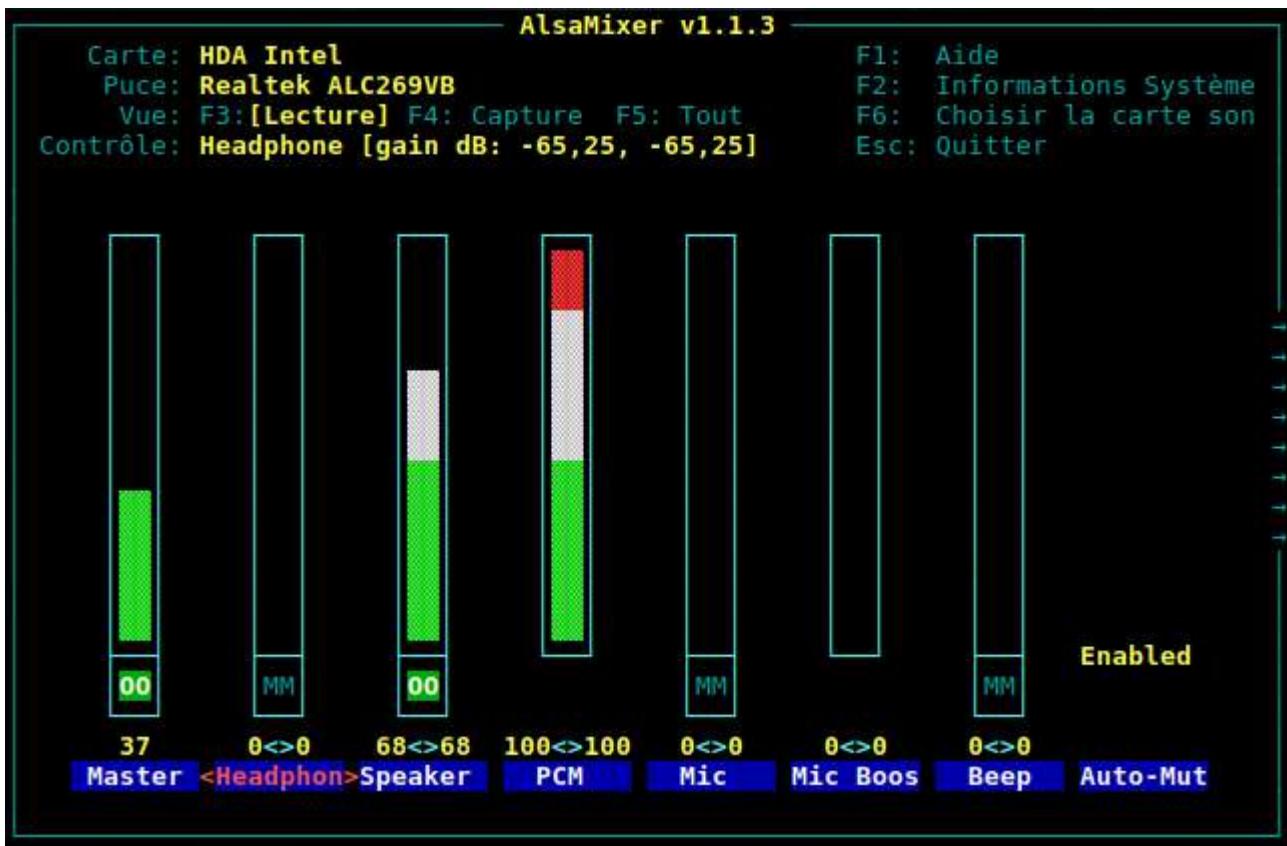 AlsaMixer v1.1.3
Carte: HDA Intel F1: Aide
Puce: Realtek ALC269VB F2: Informations Système
Vue: F3:[Lecture] F4: Capture F5: Tout F6: Choisir la carte son
Contrôle: Headphone [gain dB: -65,25, -65,25] Esc: Quitter
Enabled
OO MM OO MM MM
37 0<>0 68<>68 100<>100 0<>0 0<>0 0<>0
Master <Headphon>Speaker PCM Mic Mic Boos Beep Auto-Mut